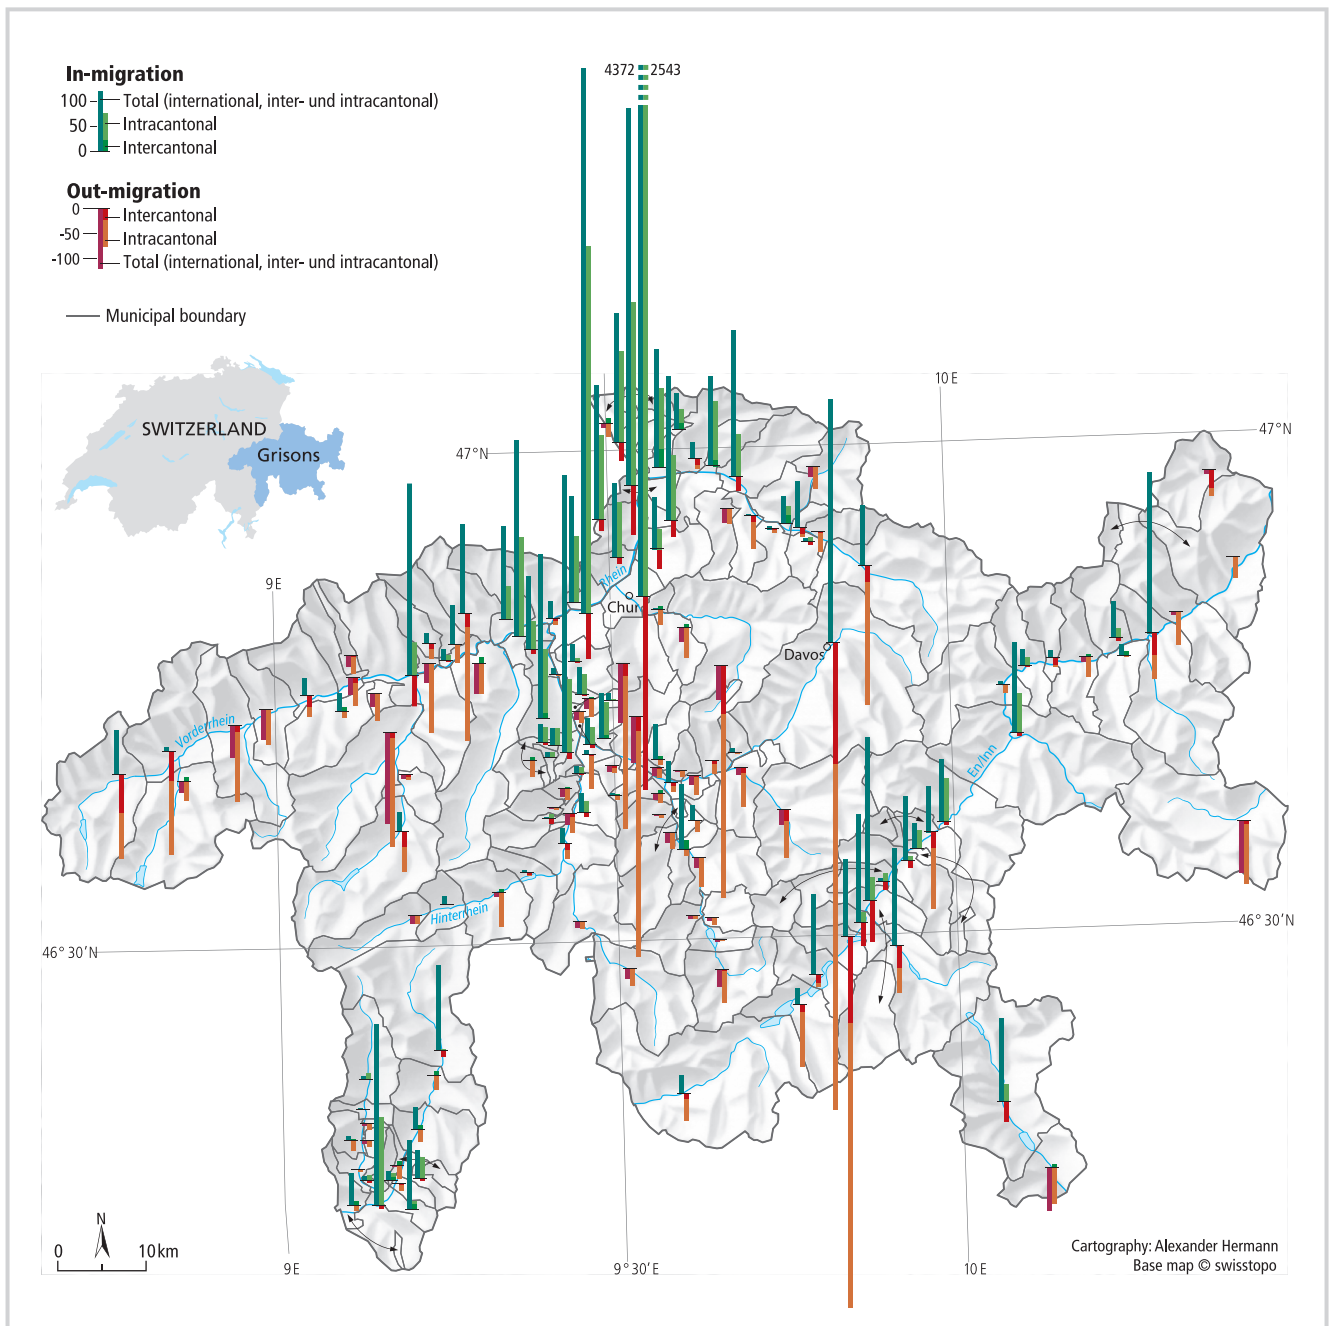 In-migration
100
Total (international, inter- und intracantonal)
50
Intracantonal
0
Intercantonal
Out-migration
0
Intercantonal
-50
Intracantonal
-100
Total (international, inter- und intracantonal)
Municipal boundary
4372
2543
SWITZERLAND
Grisons
10 E
47°N
47°N
9E
Rhein
Chur
Davos
Vorderrhein
En/Inn
Hinterrhein
46° 30'N
46° 30'N
N
0
10km
9E
9° 30' E
10 E
Cartography: Alexander Hermann
Base map © swisstopo